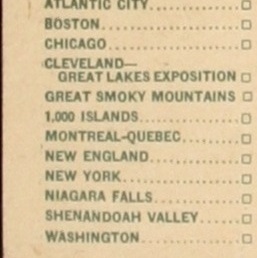 ATLANTIC CITY..............□
BOSTON....................□
CHICAGO...................□
CLEVELAND—
GREAT LAKES EXPOSITION □
GREAT SMOKY MOUNTAINS □
1,000 ISLANDS..............□
MONTREAL-QUEBEC........□
NEW ENGLAND.............□
NEW YORK.................□
NIAGARA FALLS............□
SHENANDOAH VALLEY.....□
WASHINGTON..............□